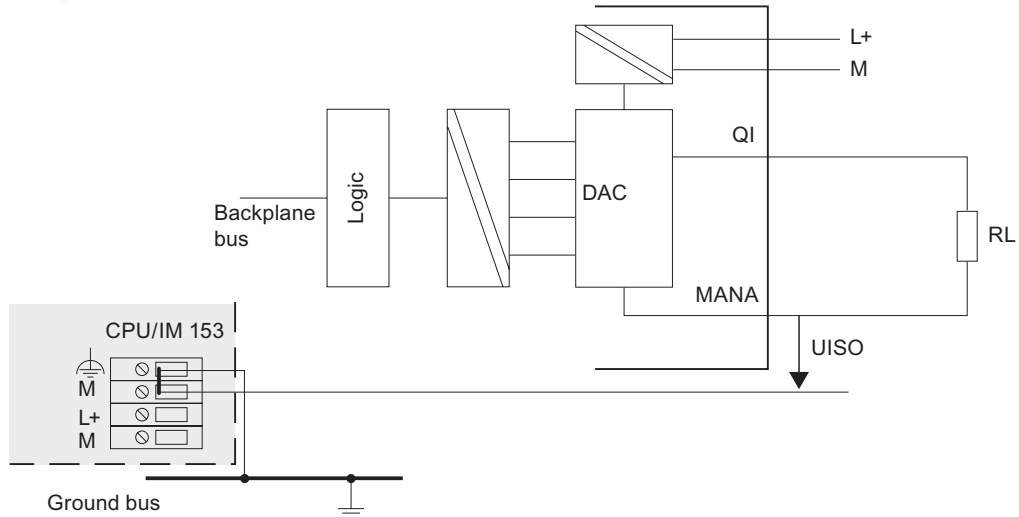 L+
M
QI
Logic
DAC
Backplane
bus
RL
MANA
CPU/IM 153
UISO
M
L+
M
Ground bus